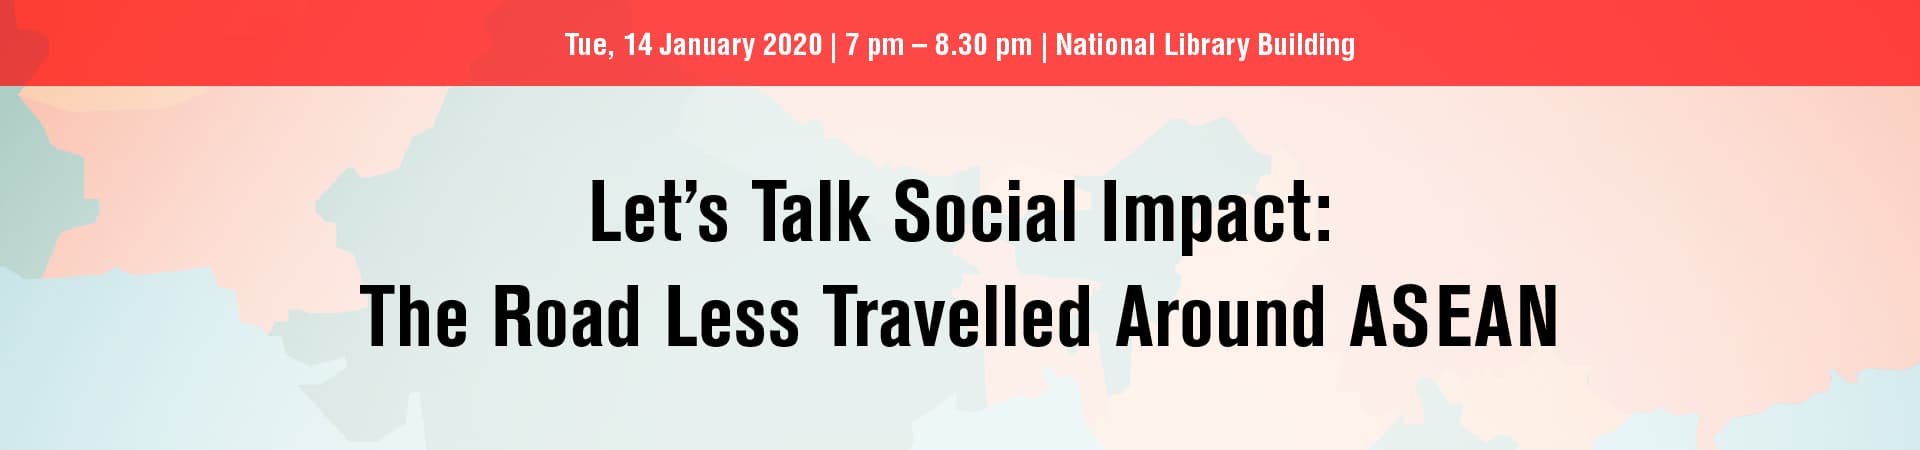 Tue, 14 January 2020 | 7 pm – 8.30 pm | National Library Building
Let’s Talk Social Impact:
The Road Less Travelled Around ASEAN